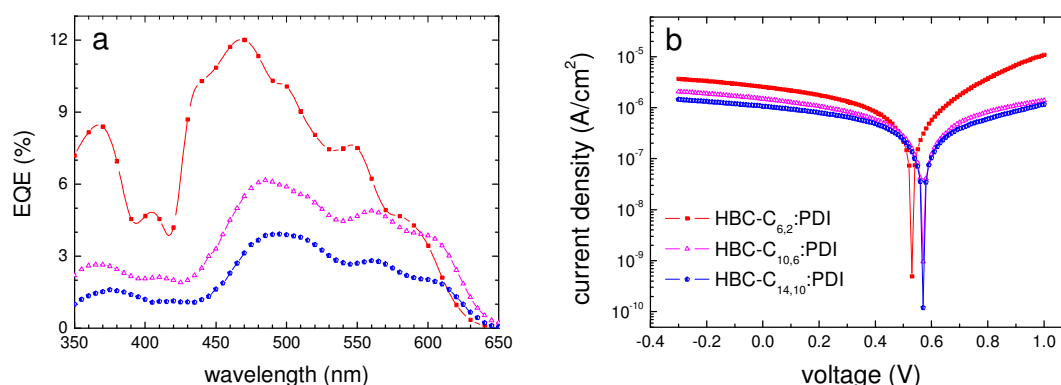 a
12
9
6
3
0
EQE (%)
350 400 450 500 550 600 650
wavelength (nm)
b
10⁻⁵
10⁻⁶
10⁻⁷
10⁻⁸
10⁻⁹
10⁻¹⁰
current density (A/cm²)
HBC-C₆,₂:PDI
HBC-C₁₀,₆:PDI
HBC-C₁₄,₁₀:PDI
-0.4 -0.2 0.0 0.2 0.4 0.6 0.8 1.0
voltage (V)